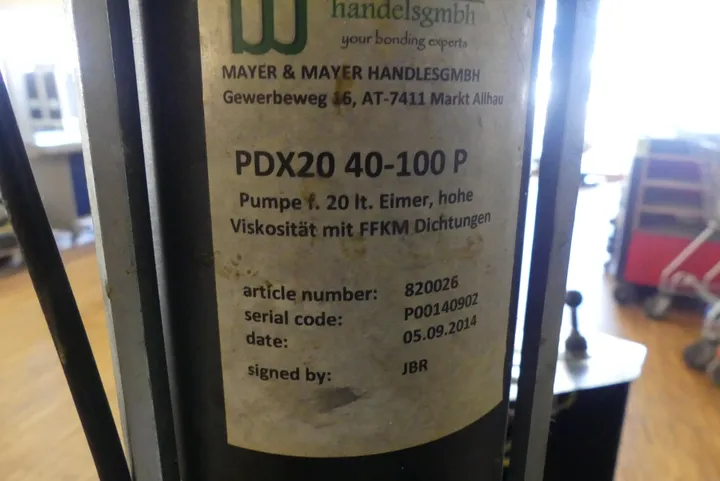 handelsgmbh
your bonding experts
MAYER & MAYER HANDLESGMBH
Gewerbeweg 16, AT-7411 Markt Allhau
PDX20 40-100 P
Pumpe f. 20 lt. Eimer, hohe
Viskosität mit FFKM Dichtungen
article number: 820026
serial code: P00140902
date: 05.09.2014
signed by: JBR